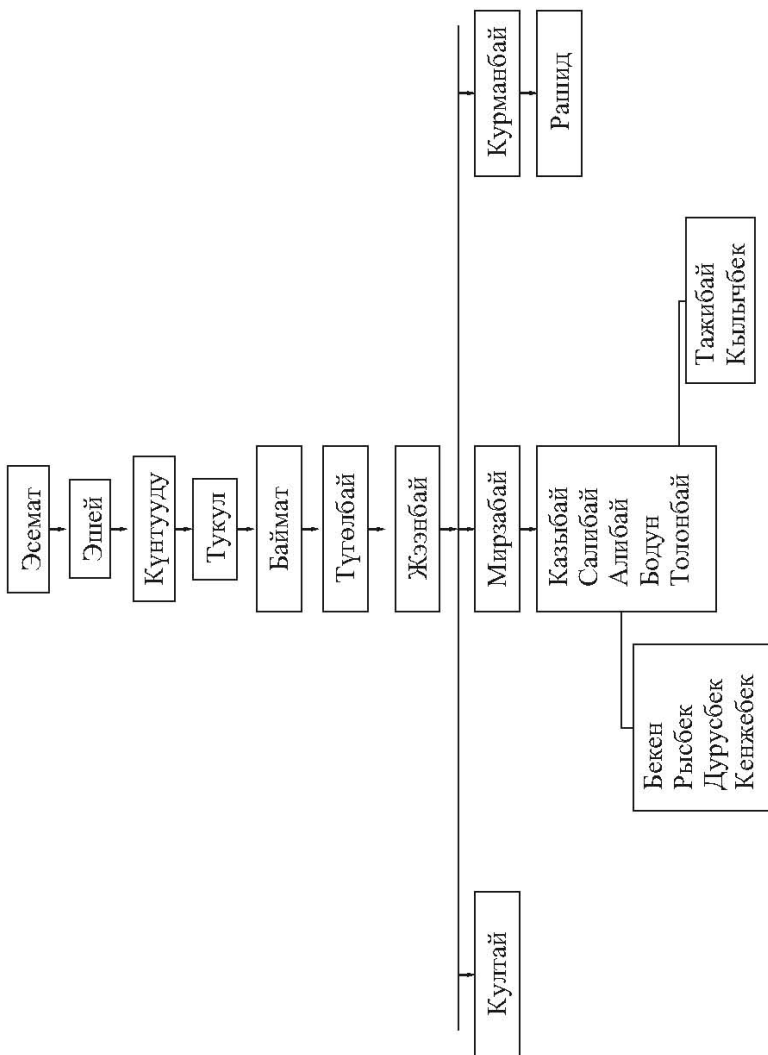 Эсемат
Эшей
Күнтууду
Тукул
Баймат
Түгөлбай
Жээнбай
Култай
Мирзабай
Курманбай
Казыбай
Салибай
Алибай
Бодун
Толонбай
Рашид
Бекен
Рысбек
Дурусбек
Кенжебек
Тажибай
Кылычбек